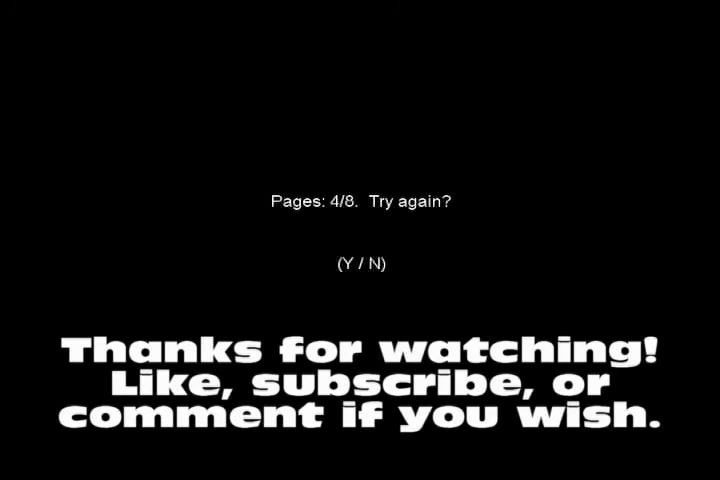 Pages: 4/8.  Try again?
(Y / N)
Thanks for watching!
Like, subscribe, or
comment if you wish.